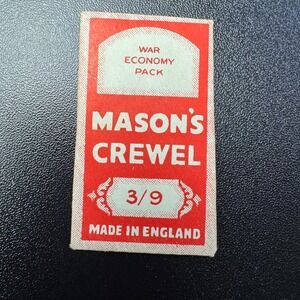 WAR
ECONOMY
PACK
MASON'S
CREWEL
3/9
MADE IN ENGLAND